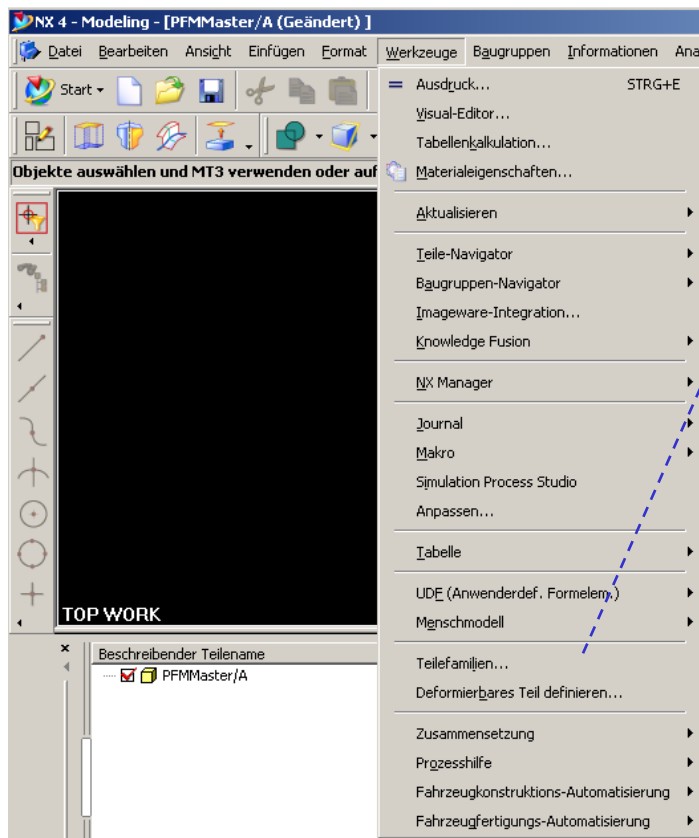 NX 4 - Modeling - [PFMMaster/A (Geändert) ]
Datei Bearbeiten Ansicht Einfügen Format Werkzeuge Baugruppen Informationen Ana
Start
Objekte auswählen und MT3 verwenden oder auf
Ausdruck... STRG+E
Visual-Editor...
Tabellenkalkulation...
Materialeigenschaften...
Aktualisieren
Teile-Navigator
Baugruppen-Navigator
Imageware-Integration...
Knowledge Fusion
NX Manager
Journal
Makro
Simulation Process Studio
Anpassen...
Tabelle
UDF (Anwenderdef. Formelem.)
Menschmodell
Teilefamilien...
Deformierbares Teil definieren...
Zusammensetzung
Prozesshilfe
Fahrzeugkonstruktions-Automatisierung
Fahrzeugfertigungs-Automatisierung
TOP WORK
Beschreibender Teilename
PFMMaster/A